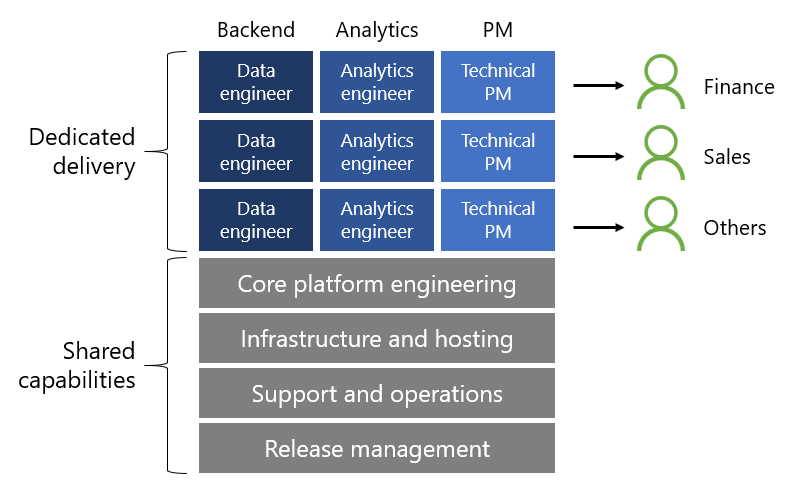 Backend Analytics PM
Data engineer
Analytics engineer
Technical PM
Finance
Dedicated delivery
Data engineer
Analytics engineer
Technical PM
Sales
Data engineer
Analytics engineer
Technical PM
Others
Shared capabilities
Core platform engineering
Infrastructure and hosting
Support and operations
Release management